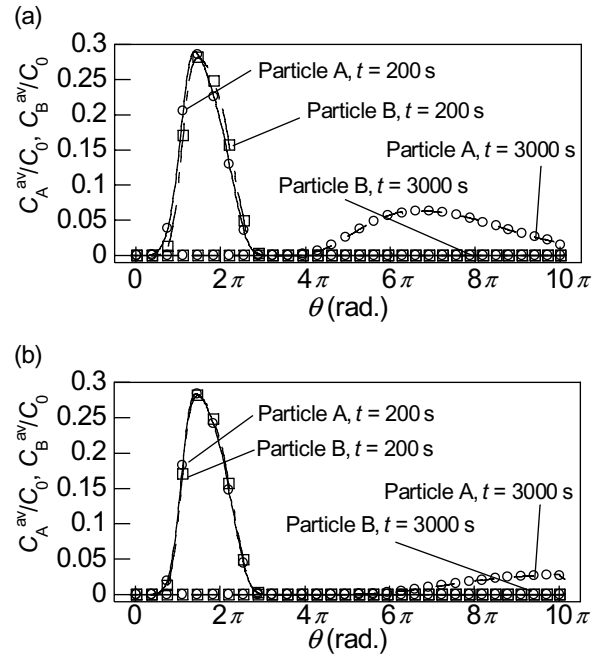 (a)
0.3
0.25
0.2
0.15
0.1
0.05
0
C_A^av/C_0, C_B^av/C_0
Particle A, t = 200 s
Particle B, t = 200 s
Particle A, t = 3000 s
Particle B, t = 3000 s
0 2π 4π 6π 8π 10π
θ (rad.)
(b)
0.3
0.25
0.2
0.15
0.1
0.05
0
C_A^av/C_0, C_B^av/C_0
Particle A, t = 200 s
Particle B, t = 200 s
Particle A, t = 3000 s
Particle B, t = 3000 s
0 2π 4π 6π 8π 10π
θ (rad.)